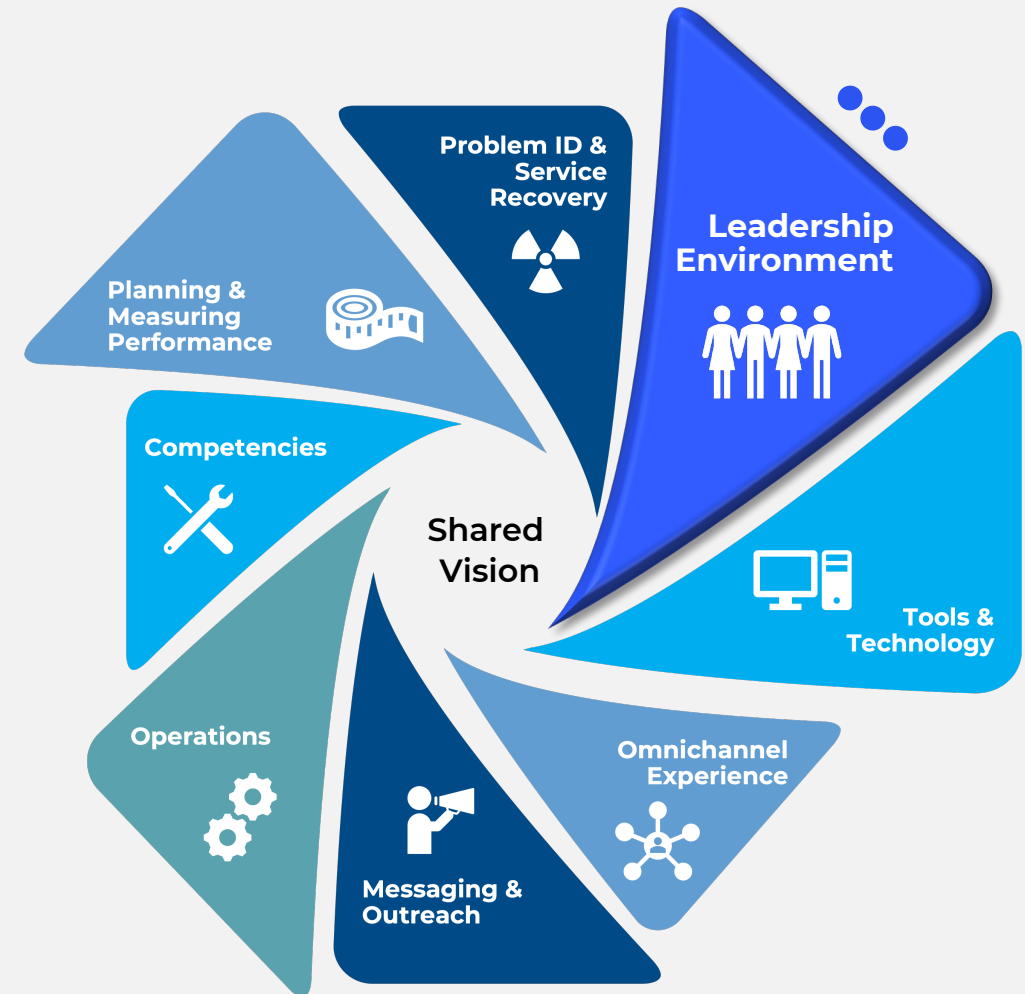 Problem ID &
Service
Recovery
Leadership
Environment
Planning &
Measuring
Performance
Competencies
Shared
Vision
Tools &
Technology
Operations
Omnichannel
Experience
Messaging &
Outreach